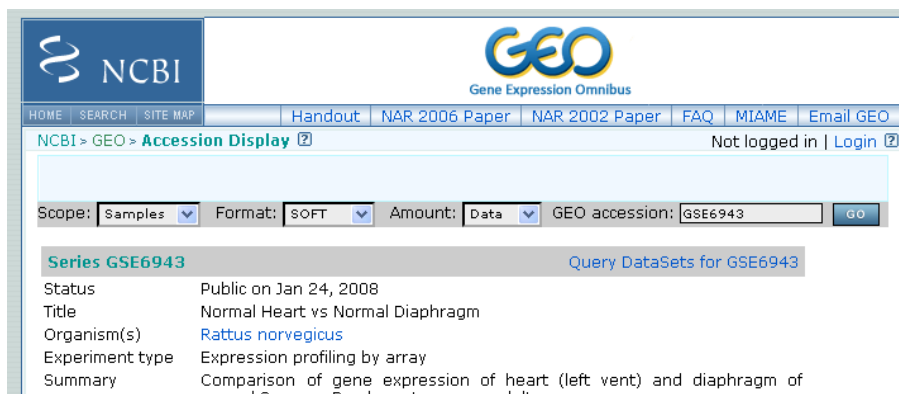 NCBI
GEO
Gene Expression Omnibus
HOME SEARCH SITE MAP Handout NAR 2006 Paper NAR 2002 Paper FAQ MIAME Email GEO
NCBI > GEO > Accession Display ? Not logged in | Login ?
Scope: Samples Format: SOFT Amount: Data GEO accession: GSE6943 GO
Series GSE6943 Query DataSets for GSE6943
Status Public on Jan 24, 2008
Title Normal Heart vs Normal Diaphragm
Organism(s) Rattus norvegicus
Experiment type Expression profiling by array
Summary Comparison of gene expression of heart (left vent) and diaphragm of